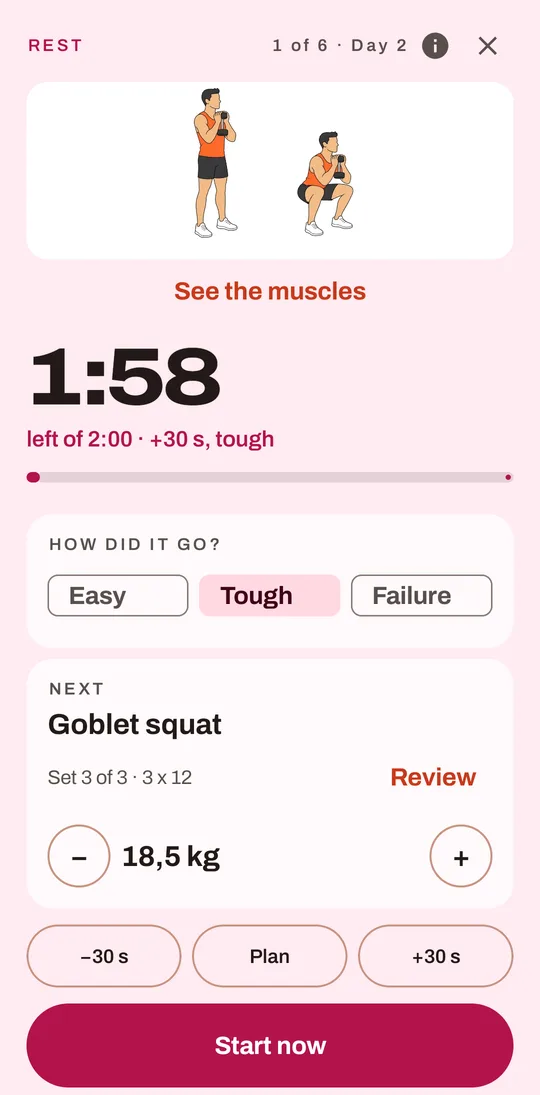 REST
1 of 6 · Day 2
See the muscles
1:58
left of 2:00 · +30 s, tough
HOW DID IT GO?
Easy
Tough
Failure
NEXT
Goblet squat
Set 3 of 3 · 3 x 12
Review
− 18,5 kg +
−30 s
Plan
+30 s
Start now